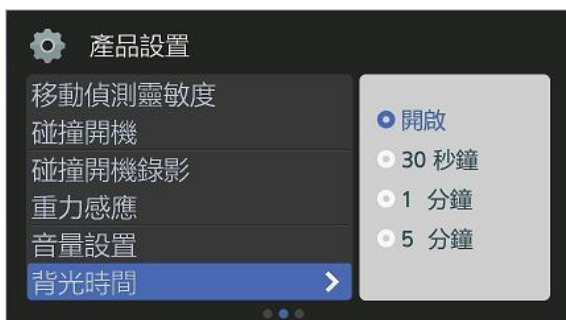 產品設置
移動偵測靈敏度
碰撞開機
碰撞開機錄影
重力感應
音量設置
背光時間
開啟
30 秒鐘
1 分鐘
5 分鐘